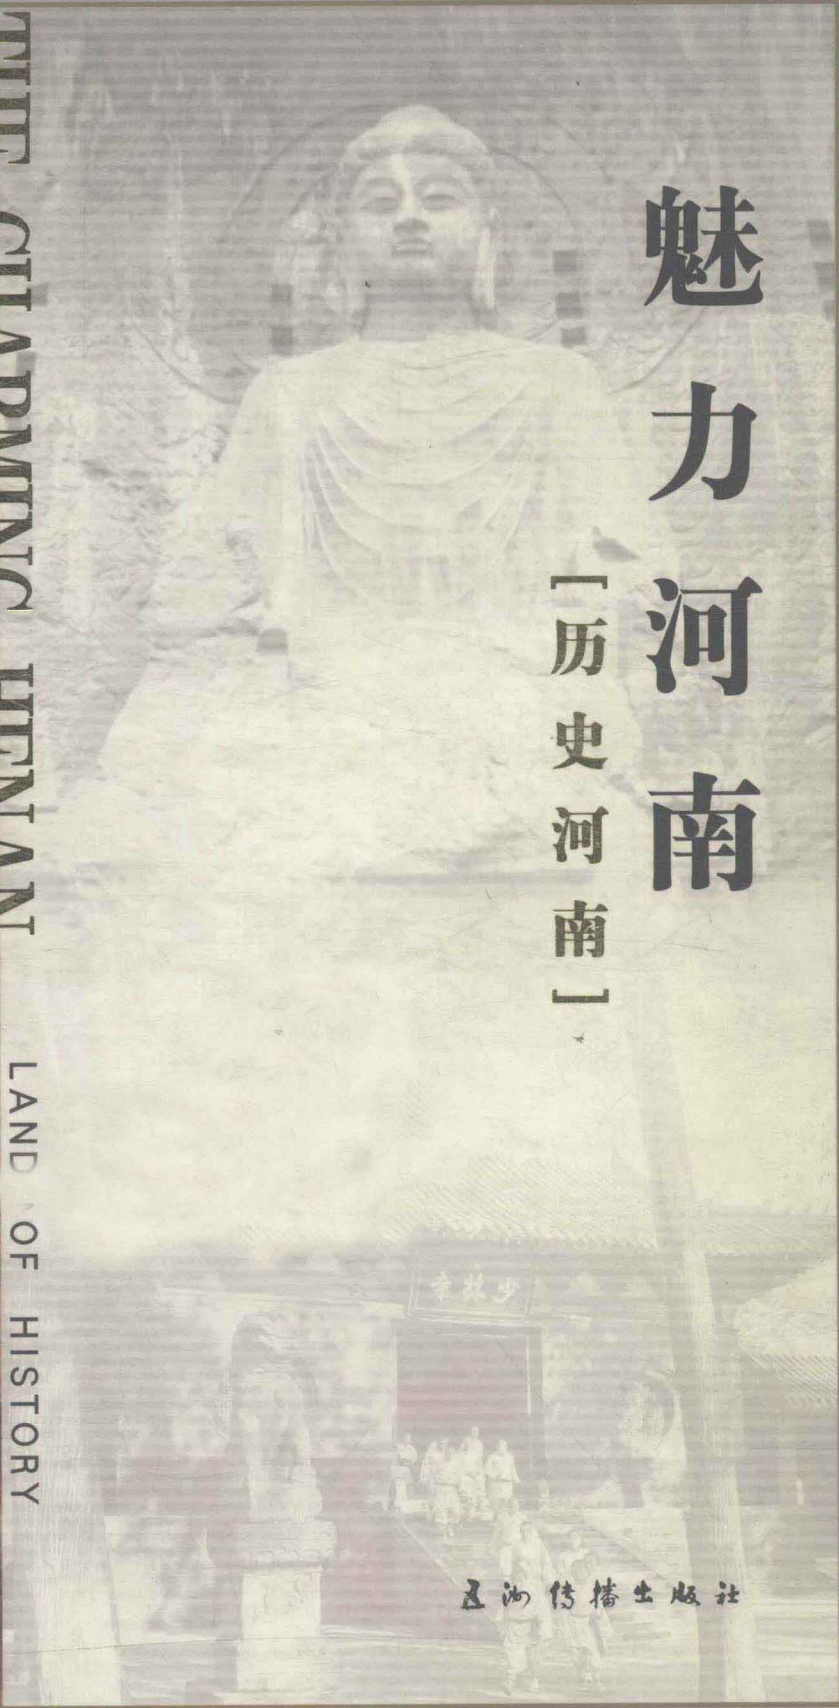 魅力河南
[历史河南]
THE CHARMING HENAN
LAND OF HISTORY
少林寺
五洲传播出版社